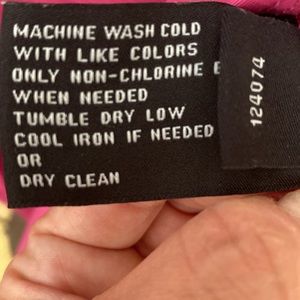 MACHINE WASH COLD
WITH LIKE COLORS
ONLY NON-CHLORINE
WHEN NEEDED
TUMBLE DRY LOW
COOL IRON IF NEEDED
OR
DRY CLEAN
124074